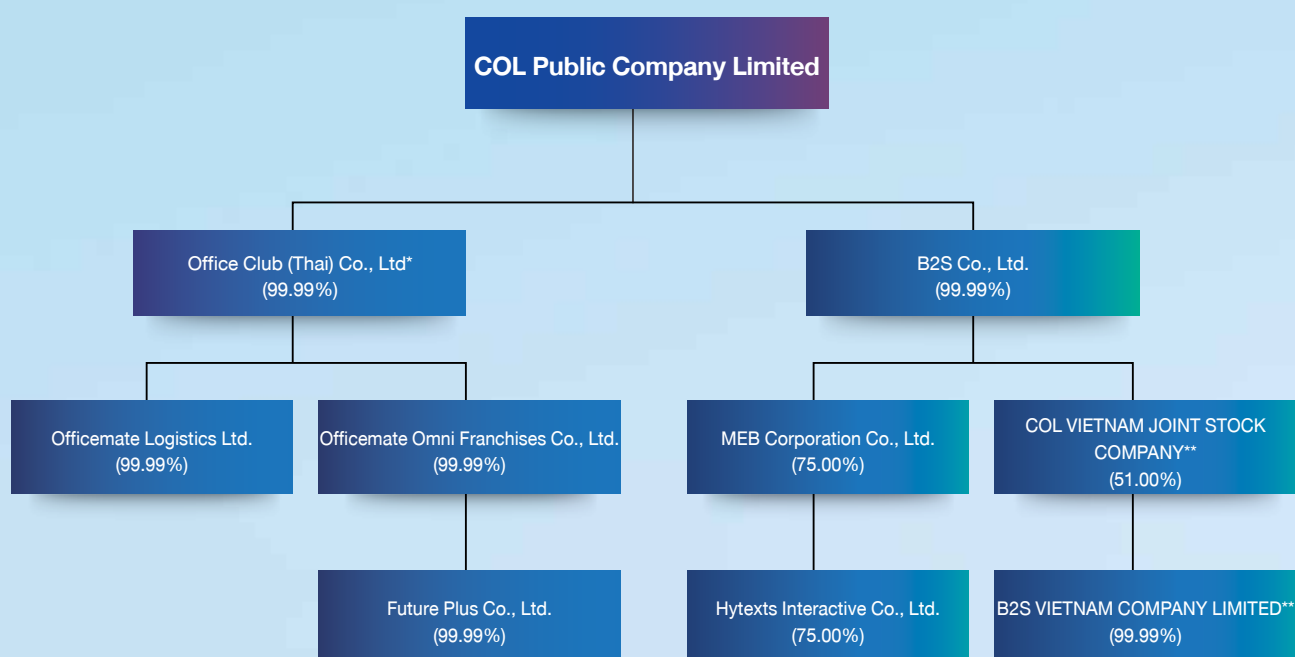 COL Public Company Limited
Office Club (Thai) Co., Ltd*
(99.99%)
B2S Co., Ltd.
(99.99%)
Officemate Logistics Ltd.
(99.99%)
Officemate Omni Franchises Co., Ltd.
(99.99%)
MEB Corporation Co., Ltd.
(75.00%)
COL VIETNAM JOINT STOCK
COMPANY**
(51.00%)
Future Plus Co., Ltd.
(99.99%)
Hytexts Interactive Co., Ltd.
(75.00%)
B2S VIETNAM COMPANY LIMITED**
(99.99%)